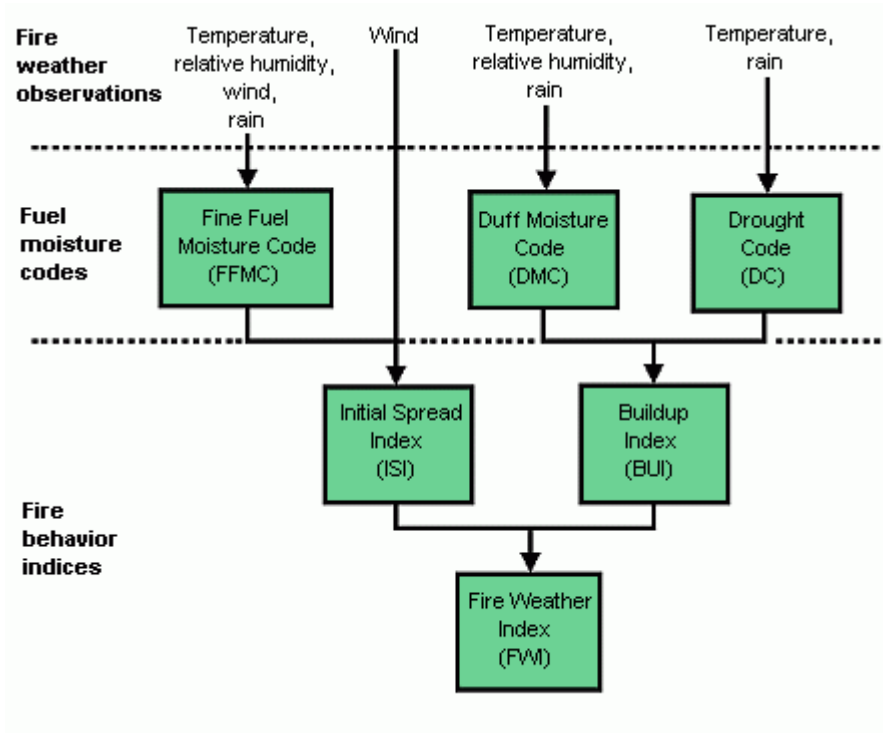 Fire
weather
observations
Temperature,
relative humidity,
wind,
rain
Wind
Temperature,
relative humidity,
rain
Temperature,
rain
Fuel
moisture
codes
Fine Fuel
Moisture Code
(FFMC)
Duff Moisture
Code
(DMC)
Drought
Code
(DC)
Initial Spread
Index
(ISI)
Buildup
Index
(BUI)
Fire
behavior
indices
Fire Weather
Index
(FWI)